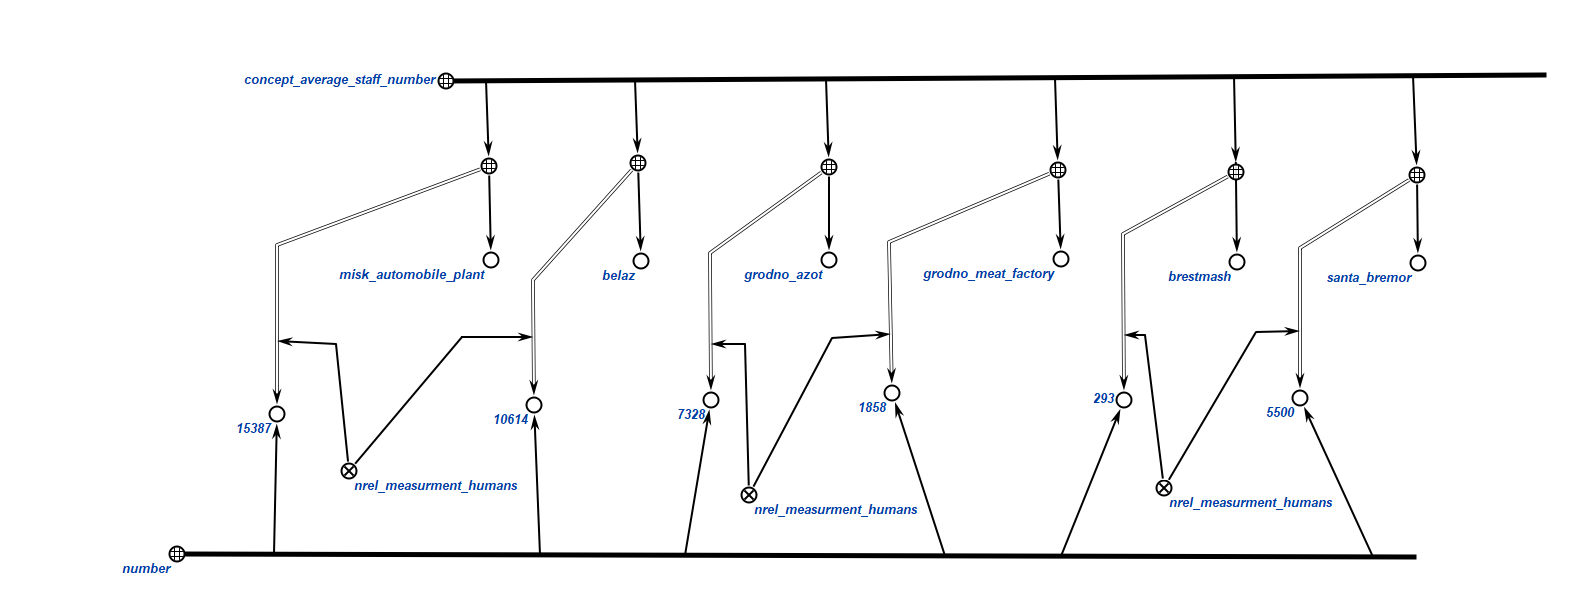 concept_average_staff_number
misk_automobile_plant
belaz
grodno_azot
grodno_meat_factory
brestmash
santa_bremor
15387
10614
7328
1858
293
5500
nrel_measurment_humans
nrel_measurment_humans
nrel_measurment_humans
number